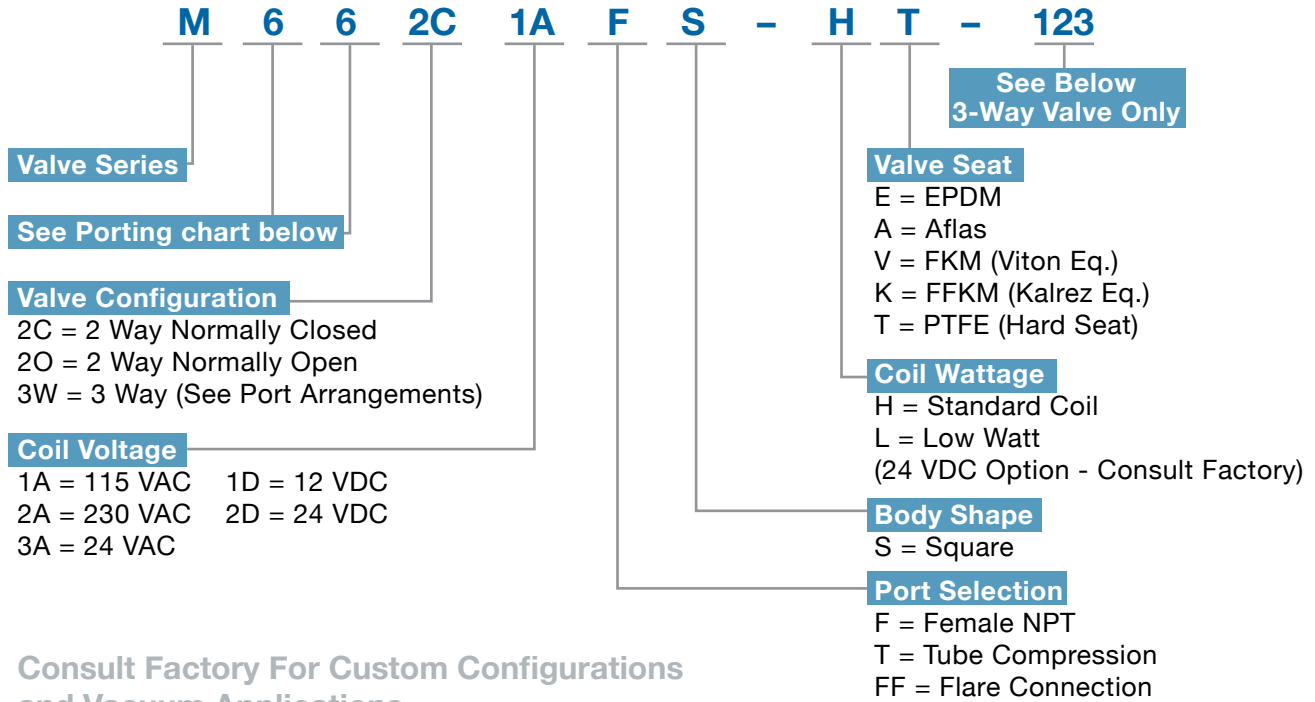 M 6 6 2C 1A F S – H T – 123
See Below
3-Way Valve Only
Valve Series
See Porting chart below
Valve Configuration
2C = 2 Way Normally Closed
2O = 2 Way Normally Open
3W = 3 Way (See Port Arrangements)
Coil Voltage
1A = 115 VAC 1D = 12 VDC
2A = 230 VAC 2D = 24 VDC
3A = 24 VAC
Valve Seat
E = EPDM
A = Aflas
V = FKM (Viton Eq.)
K = FFKM (Kalrez Eq.)
T = PTFE (Hard Seat)
Coil Wattage
H = Standard Coil
L = Low Watt
(24 VDC Option - Consult Factory)
Body Shape
S = Square
Port Selection
F = Female NPT
T = Tube Compression
FF = Flare Connection
Consult Factory For Custom Configurations
and Vacuum Applications